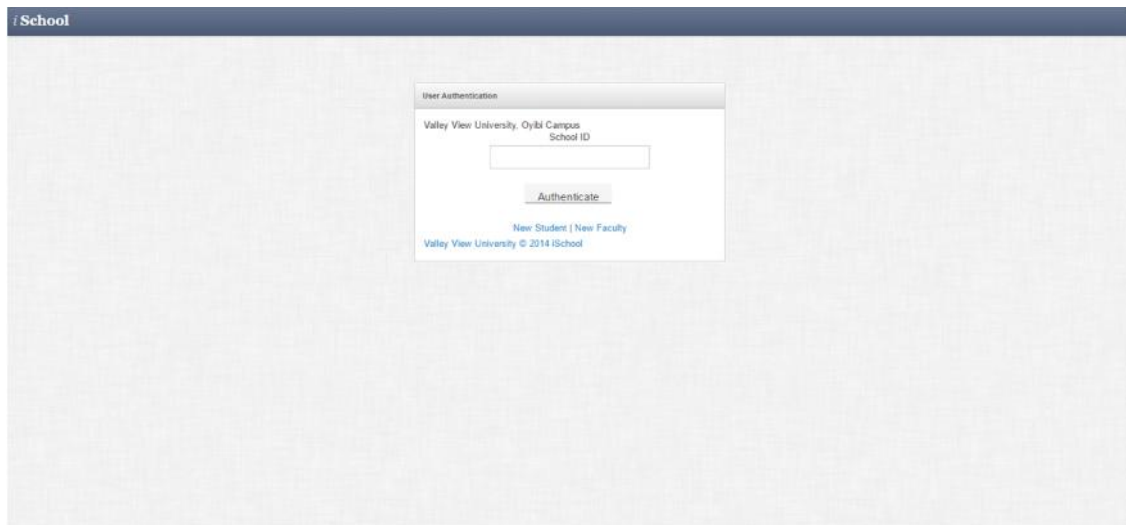 i School
User Authentication
Valley View University, Oyibi Campus
School ID
Authenticate
New Student | New Faculty
Valley View University © 2014 iSchool